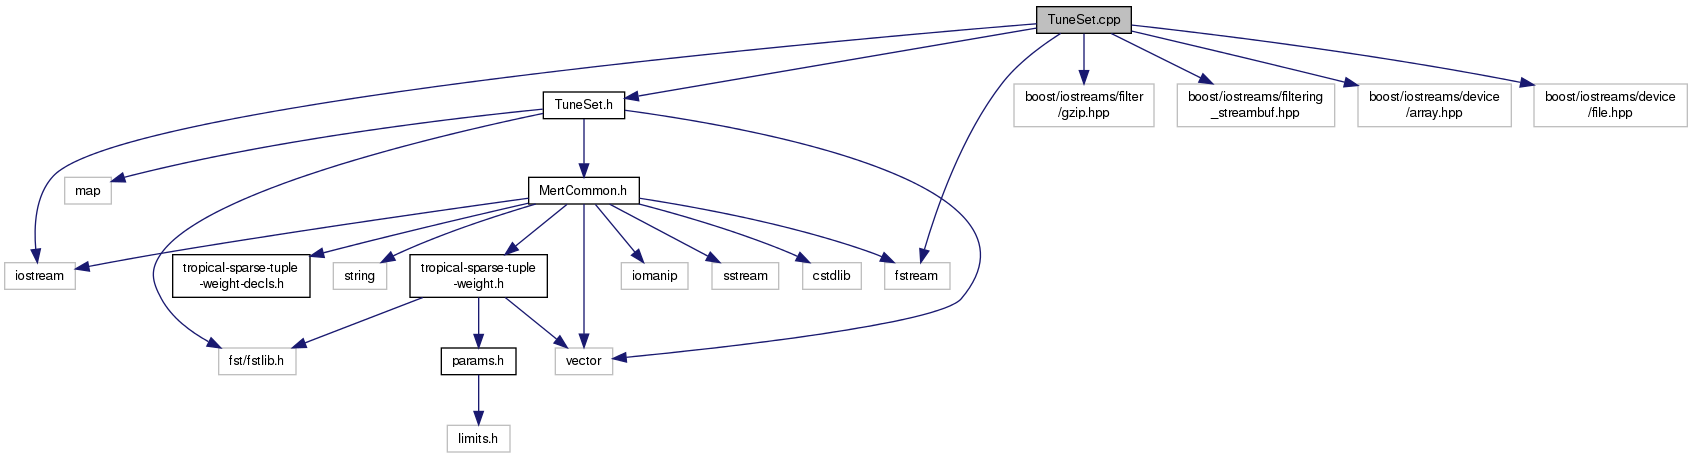 TuneSet.cpp
TuneSet.h
boost/iostreams/filter
/gzip.hpp
boost/iostreams/filtering
_streambuf.hpp
boost/iostreams/device
/array.hpp
boost/iostreams/device
/file.hpp
map
MertCommon.h
iostream
tropical-sparse-tuple
-weight-decls.h
string
tropical-sparse-tuple
-weight.h
iomanip
sstream
cstdlib
fstream
fst/fstlib.h
params.h
vector
limits.h